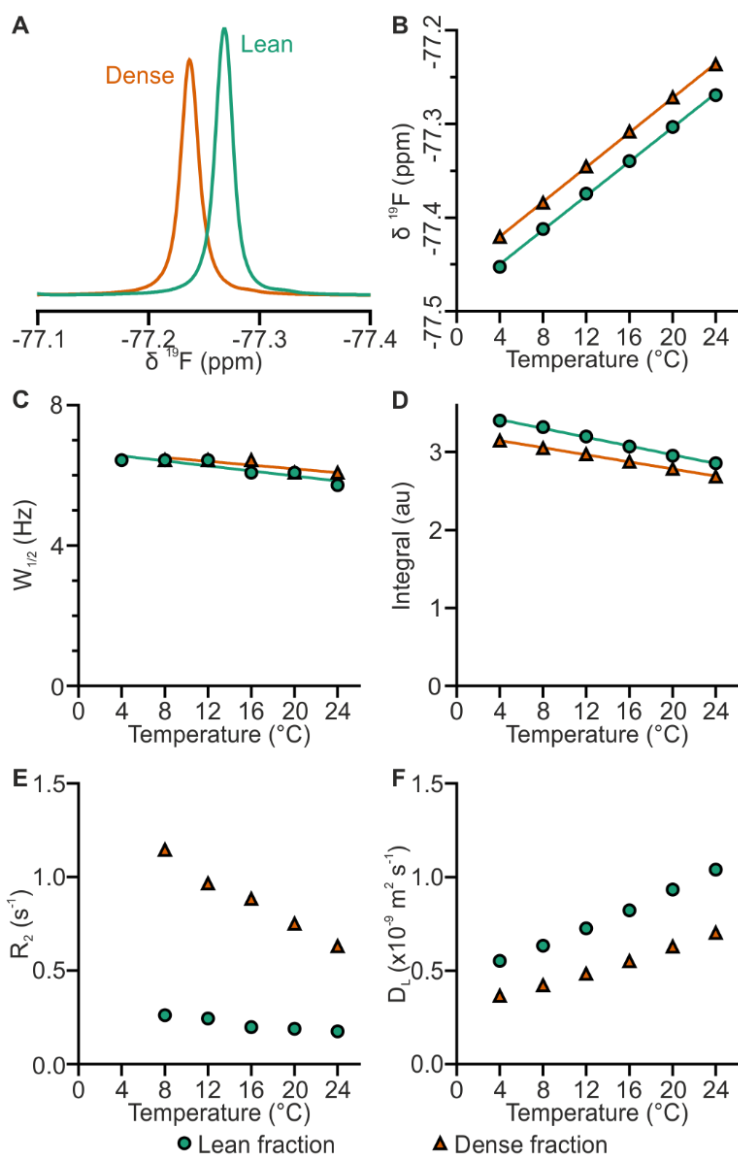 A
Lean
Dense
-77.1 -77.2 -77.3 -77.4
δ ¹⁹F (ppm)
B
δ ¹⁹F (ppm)
-77.2
-77.3
-77.4
-77.5
0 4 8 12 16 20 24
Temperature (°C)
C
W1/2 (Hz)
8
4
0
0 4 8 12 16 20 24
Temperature (°C)
D
Integral (au)
3
2
1
0
0 4 8 12 16 20 24
Temperature (°C)
E
R2 (s⁻¹)
1.5
1.0
0.5
0.0
0 4 8 12 16 20 24
Temperature (°C)
F
DL (x10⁻⁹ m² s⁻¹)
1.5
1.0
0.5
0.0
0 4 8 12 16 20 24
Temperature (°C)
Lean fraction
Dense fraction